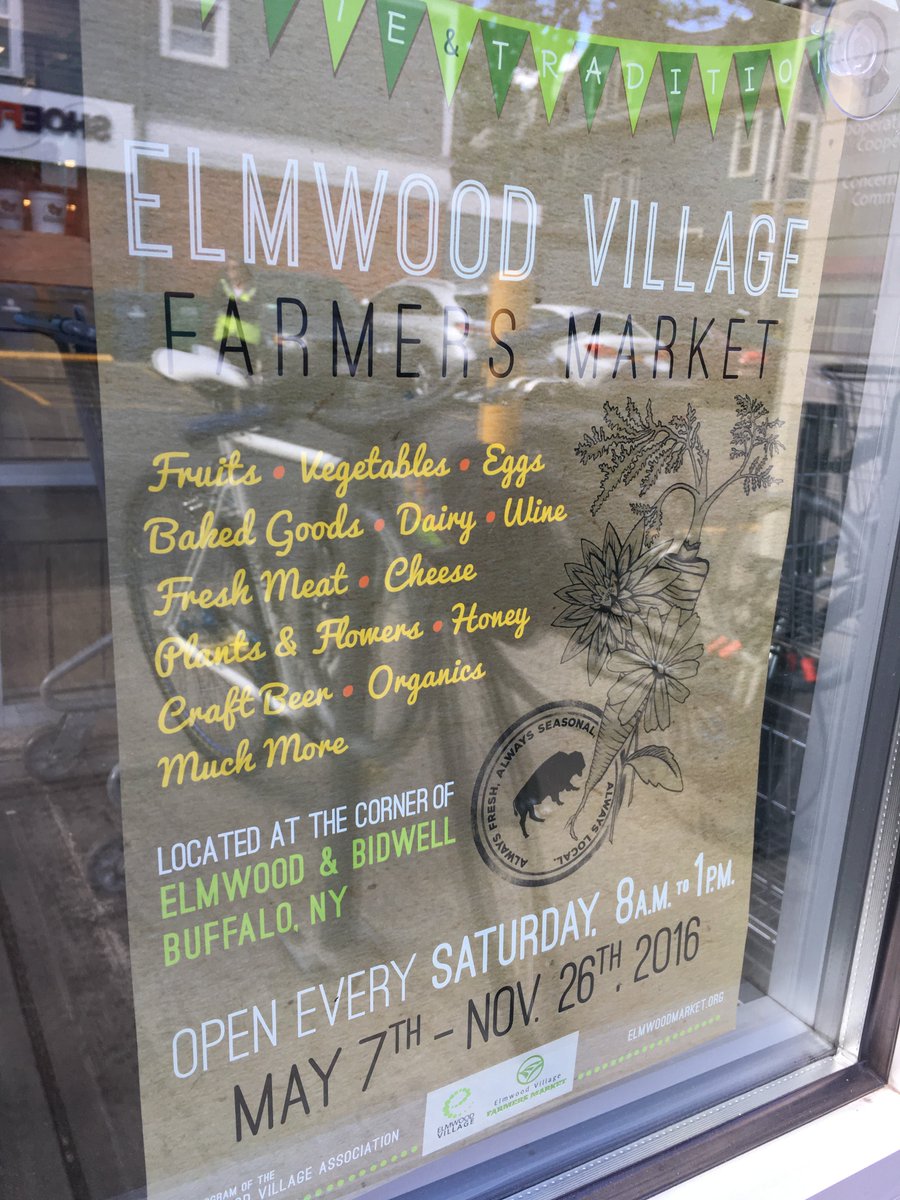 & TRADITION
ELMWOOD VILLAGE
FARMERS MARKET
Fruits • Vegetables • Eggs
Baked Goods • Dairy • Wine
Fresh Meat • Cheese
Plants & Flowers • Honey
Craft Beer • Organics
Much More
ALWAYS FRESH, ALWAYS SEASONAL,
ALWAYS LOCAL.
LOCATED AT THE CORNER OF
ELMWOOD & BIDWELL
BUFFALO, NY
OPEN EVERY SATURDAY, 8A.M. TO 1P.M.
MAY 7TH - NOV. 26TH, 2016
ELMWOODMARKET.ORG
ELMWOOD
VILLAGE
Elmwood Village
FARMERS MARKET
OF THE
VILLAGE ASSOCIATION